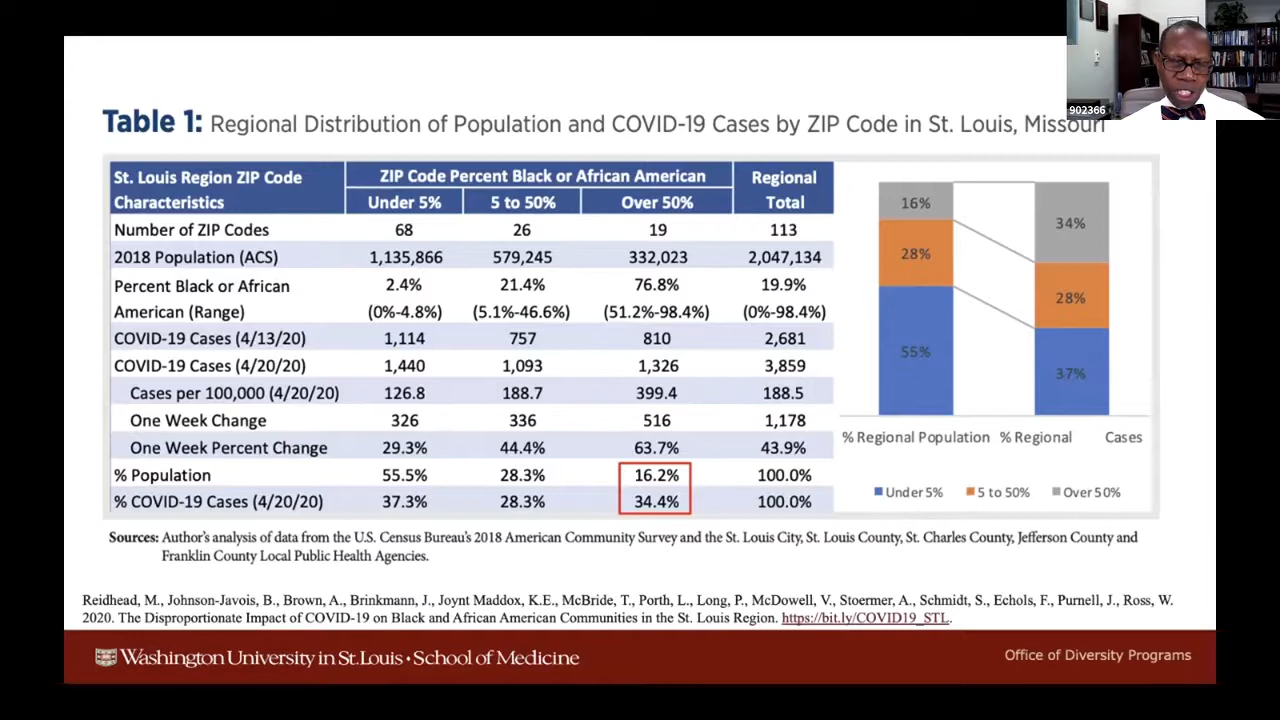 902366
Table 1: Regional Distribution of Population and COVID-19 Cases by ZIP Code in St. Louis, Missouri
St. Louis Region ZIP Code Characteristics ZIP Code Percent Black or African American Regional Total
Under 5% 5 to 50% Over 50%
Number of ZIP Codes 68 26 19 113
2018 Population (ACS) 1,135,866 579,245 332,023 2,047,134
Percent Black or African 2.4% 21.4% 76.8% 19.9%
American (Range) (0%-4.8%) (5.1%-46.6%) (51.2%-98.4%) (0%-98.4%)
COVID-19 Cases (4/13/20) 1,114 757 810 2,681
COVID-19 Cases (4/20/20) 1,440 1,093 1,326 3,859
Cases per 100,000 (4/20/20) 126.8 188.7 399.4 188.5
One Week Change 326 336 516 1,178
One Week Percent Change 29.3% 44.4% 63.7% 43.9%
% Population 55.5% 28.3% 16.2% 100.0%
% COVID-19 Cases (4/20/20) 37.3% 28.3% 34.4% 100.0%
16% 34%
28% 28%
55% 37%
% Regional Population % Regional Cases
Under 5% 5 to 50% Over 50%
Sources: Author's analysis of data from the U.S. Census Bureau's 2018 American Community Survey and the St. Louis City, St. Louis County, St. Charles County, Jefferson County and
Franklin County Local Public Health Agencies.
Reidhead, M., Johnson-Javois, B., Brown, A., Brinkmann, J., Joynt Maddox, K.E., McBride, T., Porth, L., Long, P., McDowell, V., Stoermer, A., Schmidt, S., Echols, F., Purnell, J., Ross, W.
2020. The Disproportionate Impact of COVID-19 on Black and African American Communities in the St. Louis Region. https://bit.ly/COVID19_STL.
Washington University in St. Louis • School of Medicine
Office of Diversity Programs